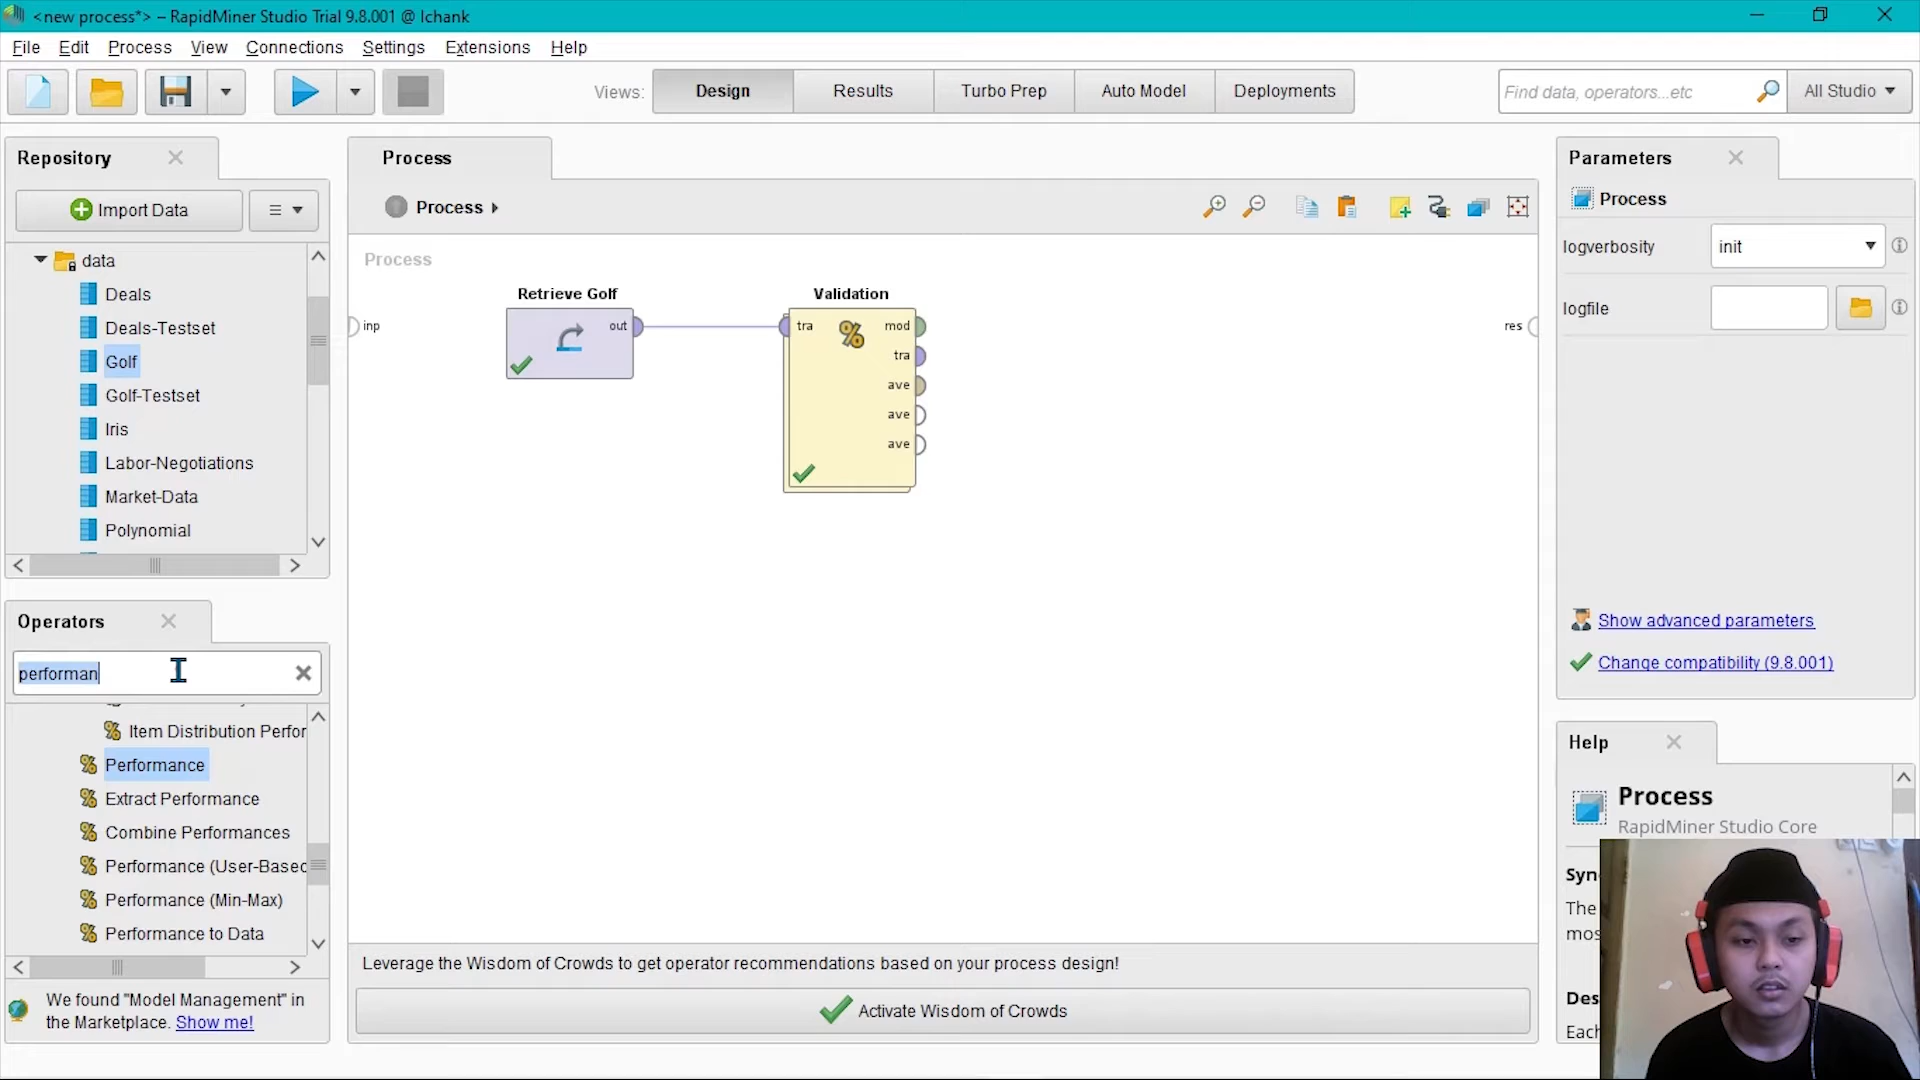 <new process*> – RapidMiner Studio Trial 9.8.001 @ Ichank
File Edit Process View Connections Settings Extensions Help
Views: Design Results Turbo Prep Auto Model Deployments
Find data, operators...etc
All Studio
Repository
Import Data
data
Deals
Deals-Testset
Golf
Golf-Testset
Iris
Labor-Negotiations
Market-Data
Polynomial
Operators
performan
Item Distribution Perfor
Performance
Extract Performance
Combine Performances
Performance (User-Based
Performance (Min-Max)
Performance to Data
We found "Model Management" in
the Marketplace. Show me!
Process
Process
Process
inp
Retrieve Golf
out
Validation
tra
mod
tra
ave
ave
ave
res
Leverage the Wisdom of Crowds to get operator recommendations based on your process design!
Activate Wisdom of Crowds
Parameters
Process
logverbosity init
logfile
Show advanced parameters
Change compatibility (9.8.001)
Help
Process
RapidMiner Studio Core
Syn
The
mos
Des
Each